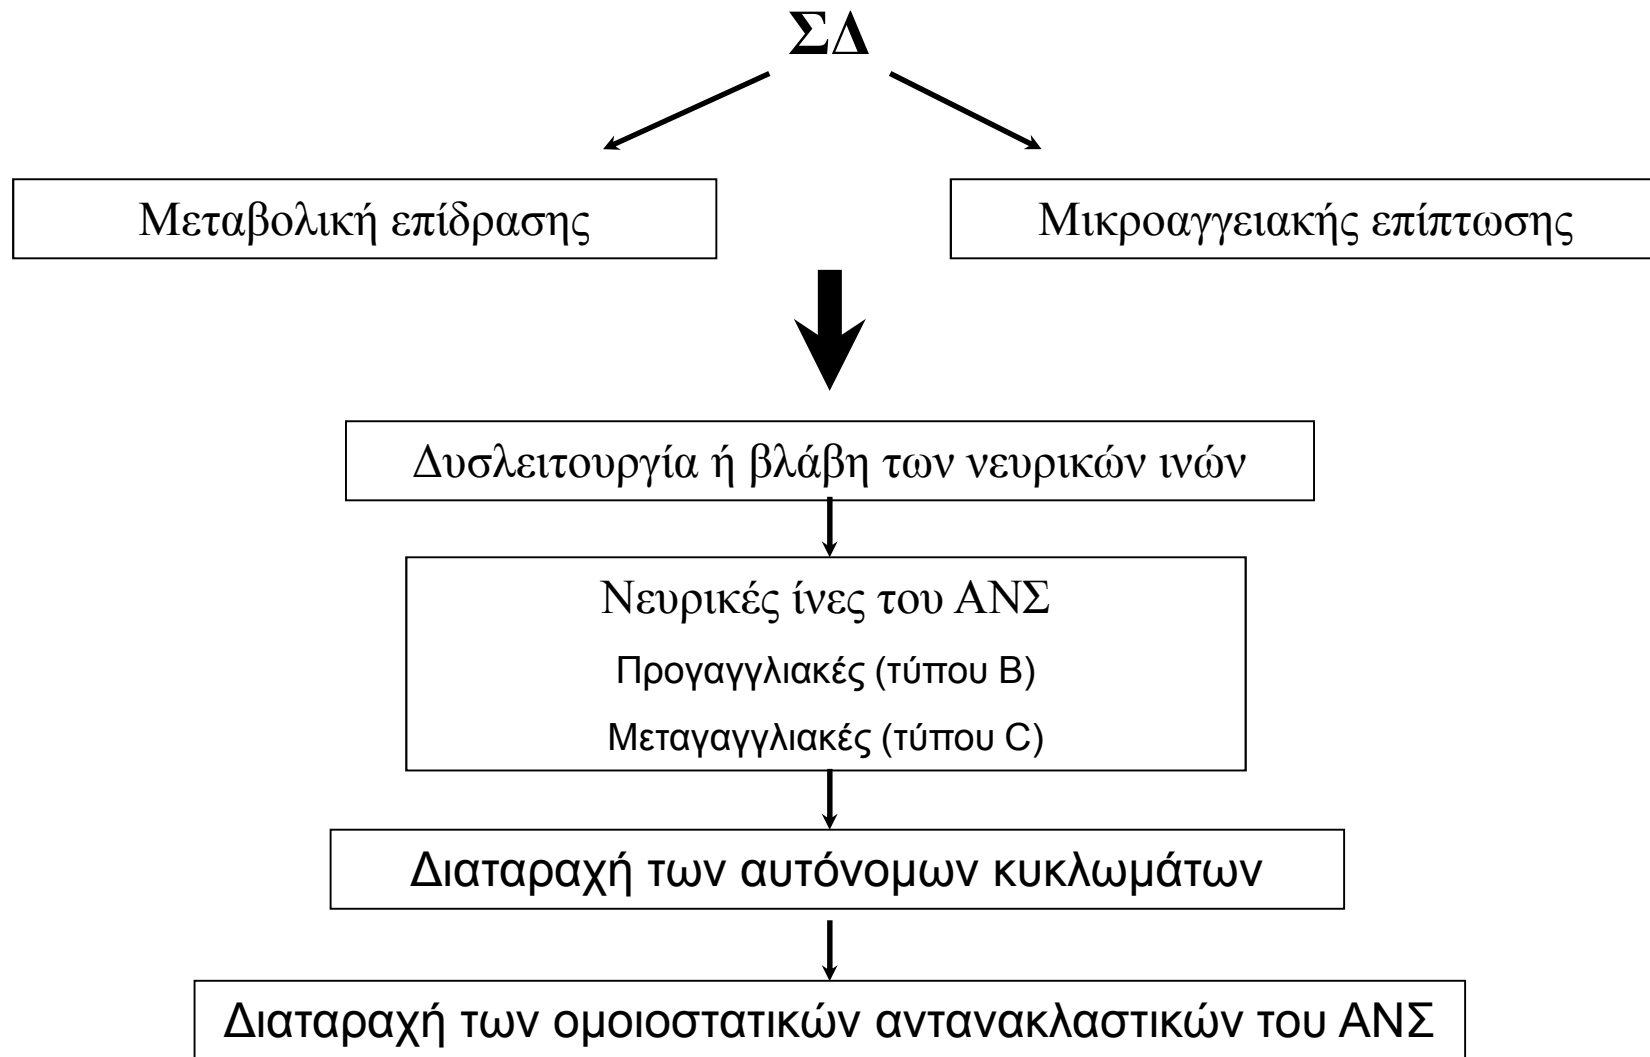 ΣΔ
Μεταβολική επίδρασης
Μικροαγγειακής επίπτωσης
Δυσλειτουργία ή βλάβη των νευρικών ινών
Νευρικές ίνες του ΑΝΣ
Προγαγγλιακές (τύπου Β)
Μεταγαγγλιακές (τύπου C)
Διαταραχή των αυτόνομων κυκλωμάτων
Διαταραχή των ομοιοστατικών αντανακλαστικών του ΑΝΣ